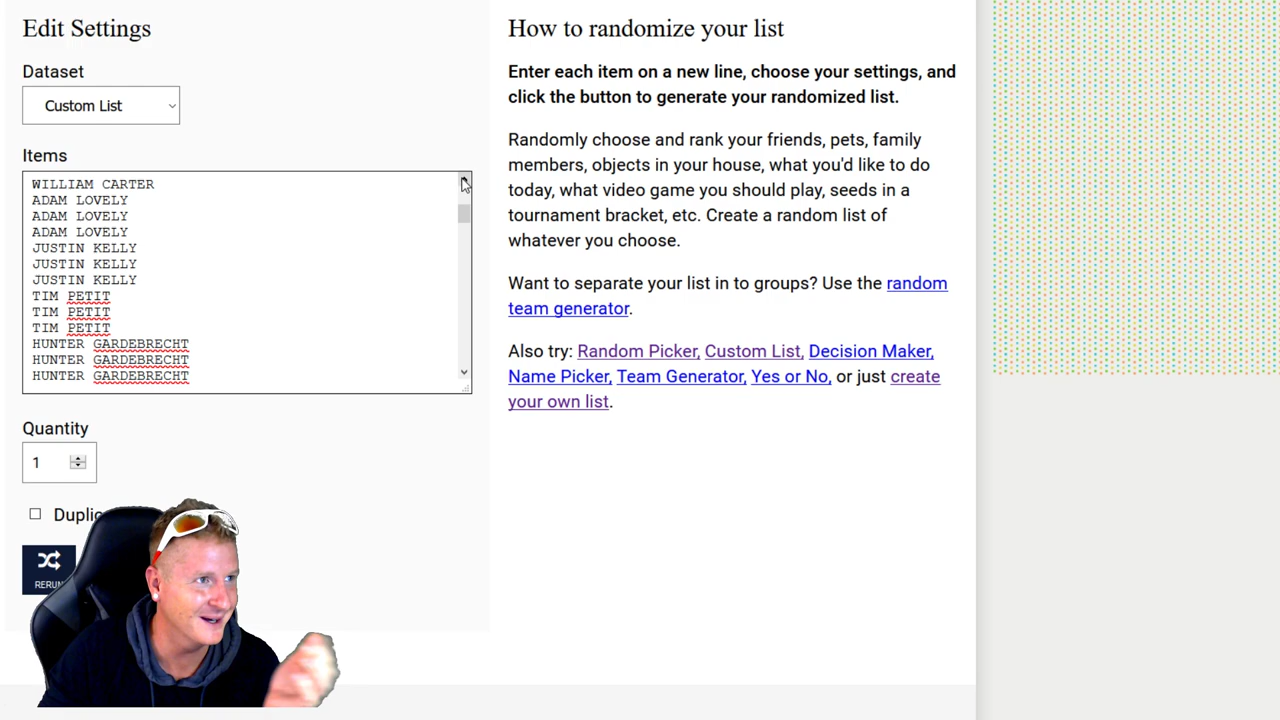 Edit Settings
Dataset
Custom List
Items
WILLIAM CARTER
ADAM LOVELY
ADAM LOVELY
ADAM LOVELY
JUSTIN KELLY
JUSTIN KELLY
JUSTIN KELLY
TIM PETIT
TIM PETIT
TIM PETIT
HUNTER GARDEBRECHT
HUNTER GARDEBRECHT
HUNTER GARDEBRECHT
Quantity
1
RERUN
How to randomize your list
Enter each item on a new line, choose your settings, and
click the button to generate your randomized list.
Randomly choose and rank your friends, pets, family
members, objects in your house, what you'd like to do
today, what video game you should play, seeds in a
tournament bracket, etc. Create a random list of
whatever you choose.
Want to separate your list in to groups? Use the random
team generator.
Also try: Random Picker, Custom List, Decision Maker,
Name Picker, Team Generator, Yes or No, or just create
your own list.